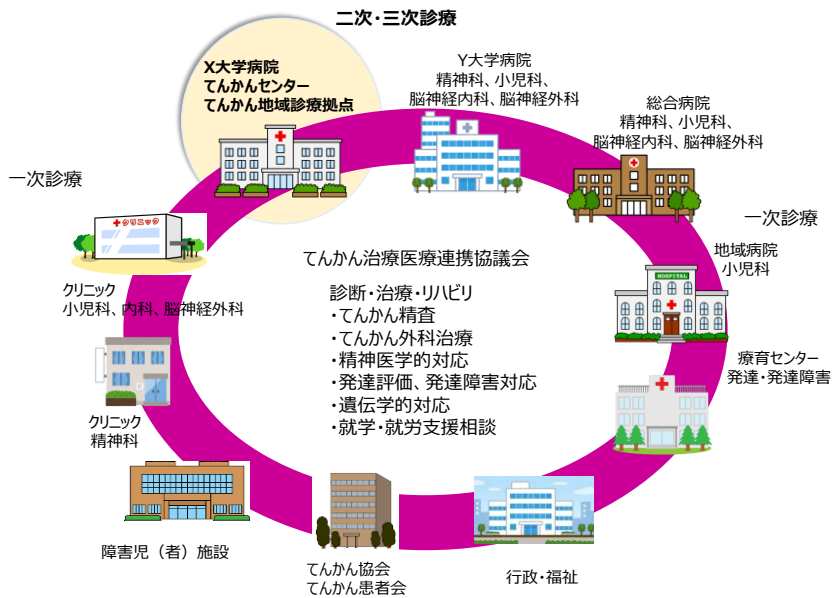 二次・三次診療
X大学病院
てんかんセンター
てんかん地域診療拠点
Y大学病院
精神科、小児科、
脳神経内科、脳神経外科
総合病院
精神科、小児科、
脳神経内科、脳神経外科
一次診療
クリニック
一次診療
地域病院
小児科
HOSPITAL
てんかん治療医療連携協議会
診断・治療・リハビリ
・てんかん精査
・てんかん外科治療
・精神医学的対応
・発達評価、発達障害対応
・遺伝学的対応
・就学・就労支援相談
クリニック
小児科、内科、脳神経外科
療育センター
発達・発達障害
クリニック
精神科
障害児（者）施設
てんかん協会
てんかん患者会
行政・福祉